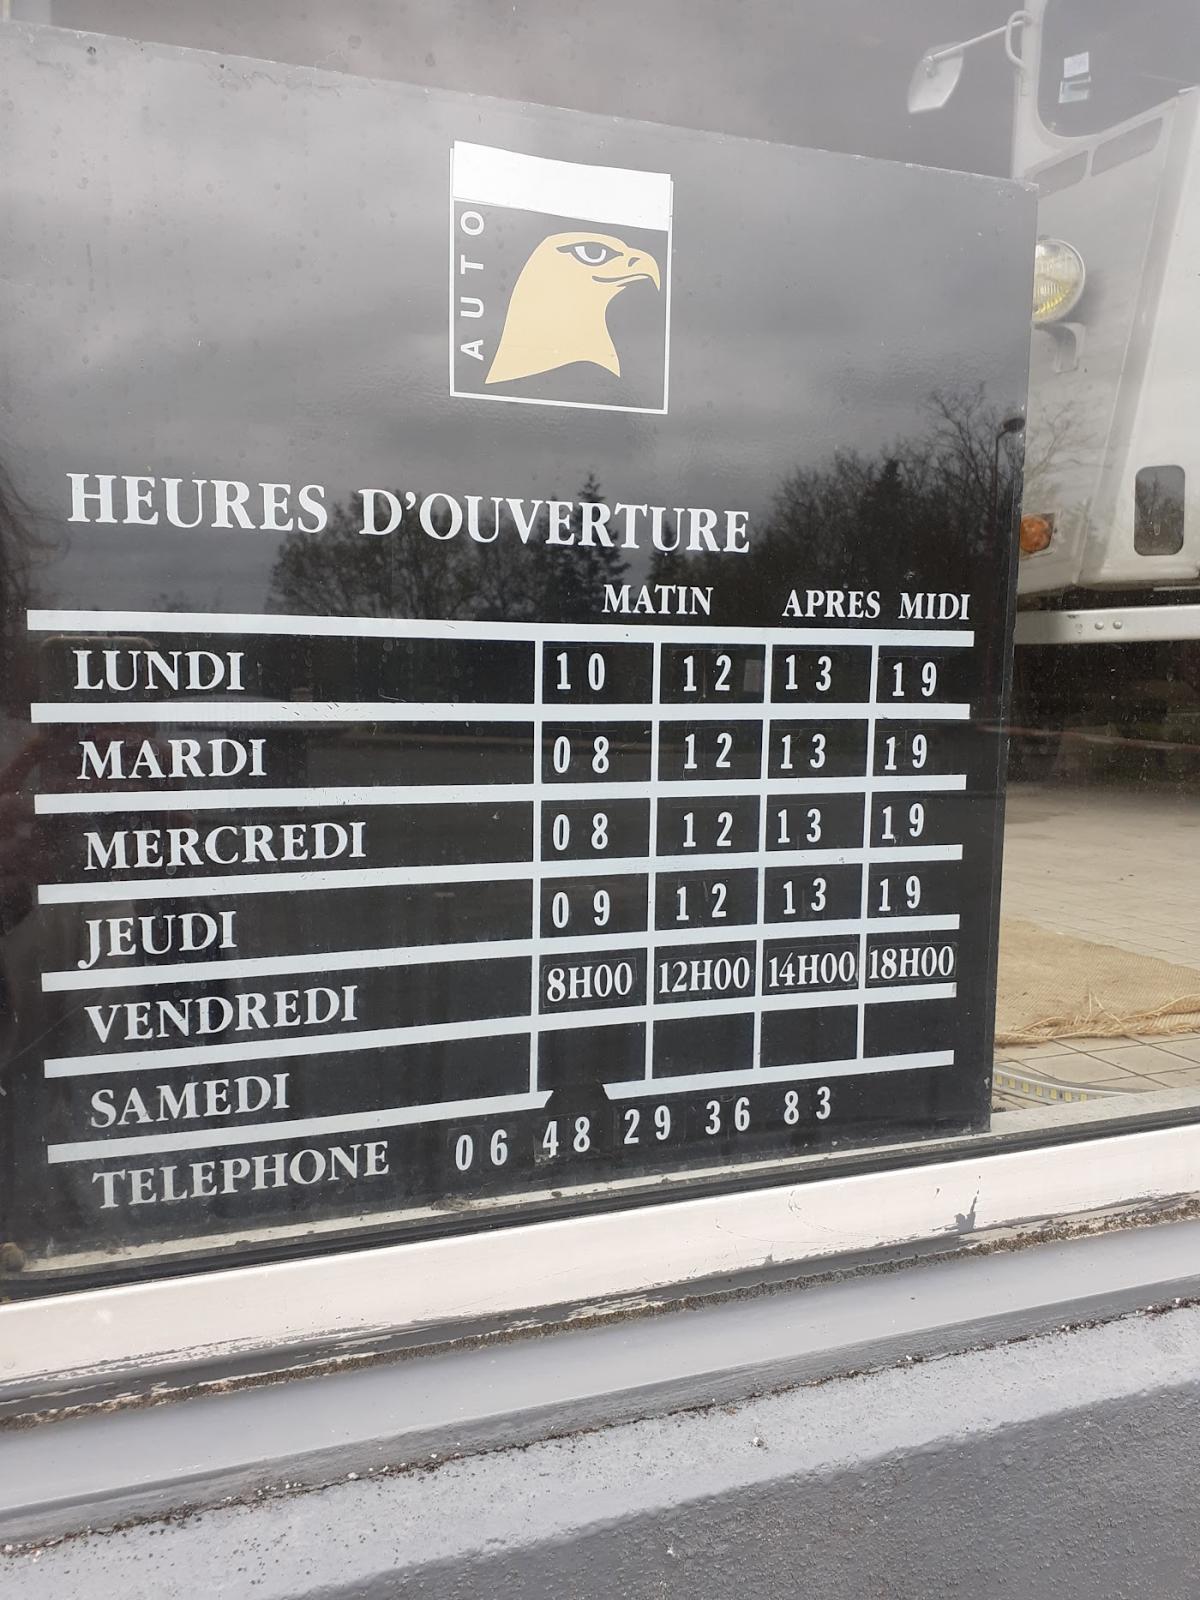 AUTO
HEURES D'OUVERTURE
MATIN APRES MIDI
LUNDI 10 12 13 19
MARDI 08 12 13 19
MERCREDI 08 12 13 19
JEUDI 09 12 13 19
VENDREDI 8H00 12H00 14H00 18H00
SAMEDI
TELEPHONE 06 48 29 36 83